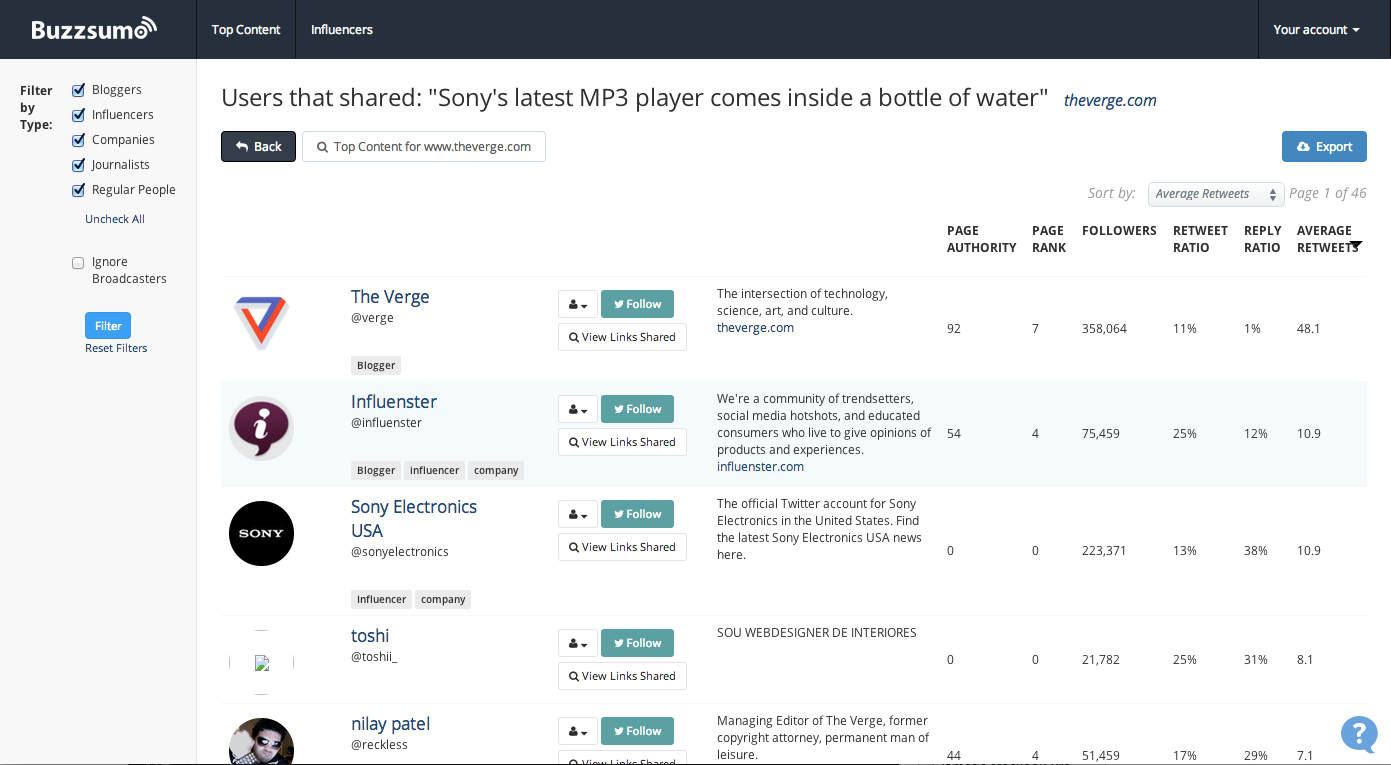 Buzzsumo
Top Content
Influencers
Your account
Filter by Type:
Bloggers
Influencers
Companies
Journalists
Regular People
Uncheck All
Ignore
Broadcasters
Filter
Reset Filters
Users that shared: "Sony's latest MP3 player comes inside a bottle of water" theverge.com
Back
Top Content for www.theverge.com
Export
Sort by: Average Retweets Page 1 of 46
PAGE AUTHORITY
PAGE RANK
FOLLOWERS
RETWEET RATIO
REPLY RATIO
AVERAGE RETWEETS
The Verge
@verge
Blogger
Follow
View Links Shared
The intersection of technology,
science, art, and culture.
theverge.com
92 7 358,064 11% 1% 48.1
i
Influenster
@influenster
Blogger influencer company
Follow
View Links Shared
We're a community of trendsetters,
social media hotshots, and educated
consumers who live to give opinions of
products and experiences.
influenster.com
54 4 75,459 25% 12% 10.9
SONY
Sony Electronics
USA
@sonyelectronics
Influencer company
Follow
View Links Shared
The official Twitter account for Sony
Electronics in the United States. Find
the latest Sony Electronics USA news
here.
0 0 223,371 13% 38% 10.9
toshi
@toshii_
Follow
View Links Shared
SOU WEBDESIGNER DE INTERIORES
0 0 21,782 25% 31% 8.1
nilay patel
@reckless
Follow
View Links Shared
Managing Editor of The Verge, former
copyright attorney, permanent man of
leisure.
44 4 51,459 17% 29% 7.1
?